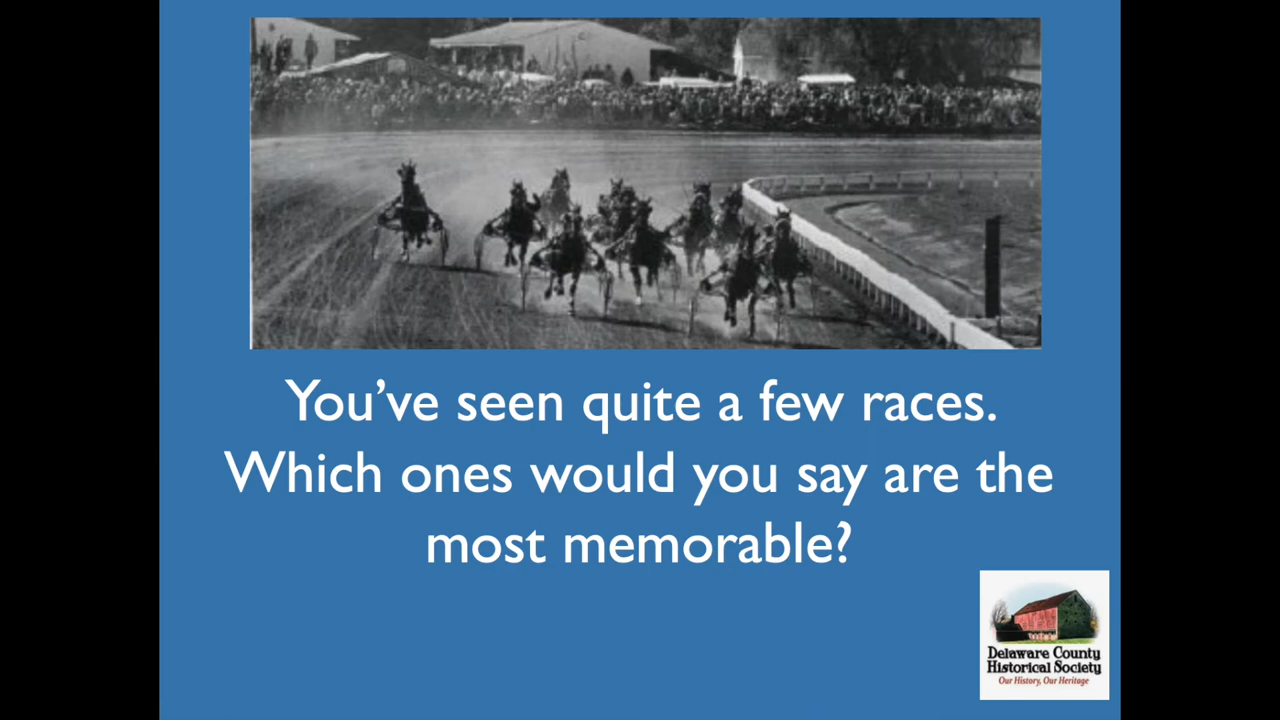 You've seen quite a few races.
Which ones would you say are the
most memorable?
Delaware County
Historical Society
Our History, Our Heritage